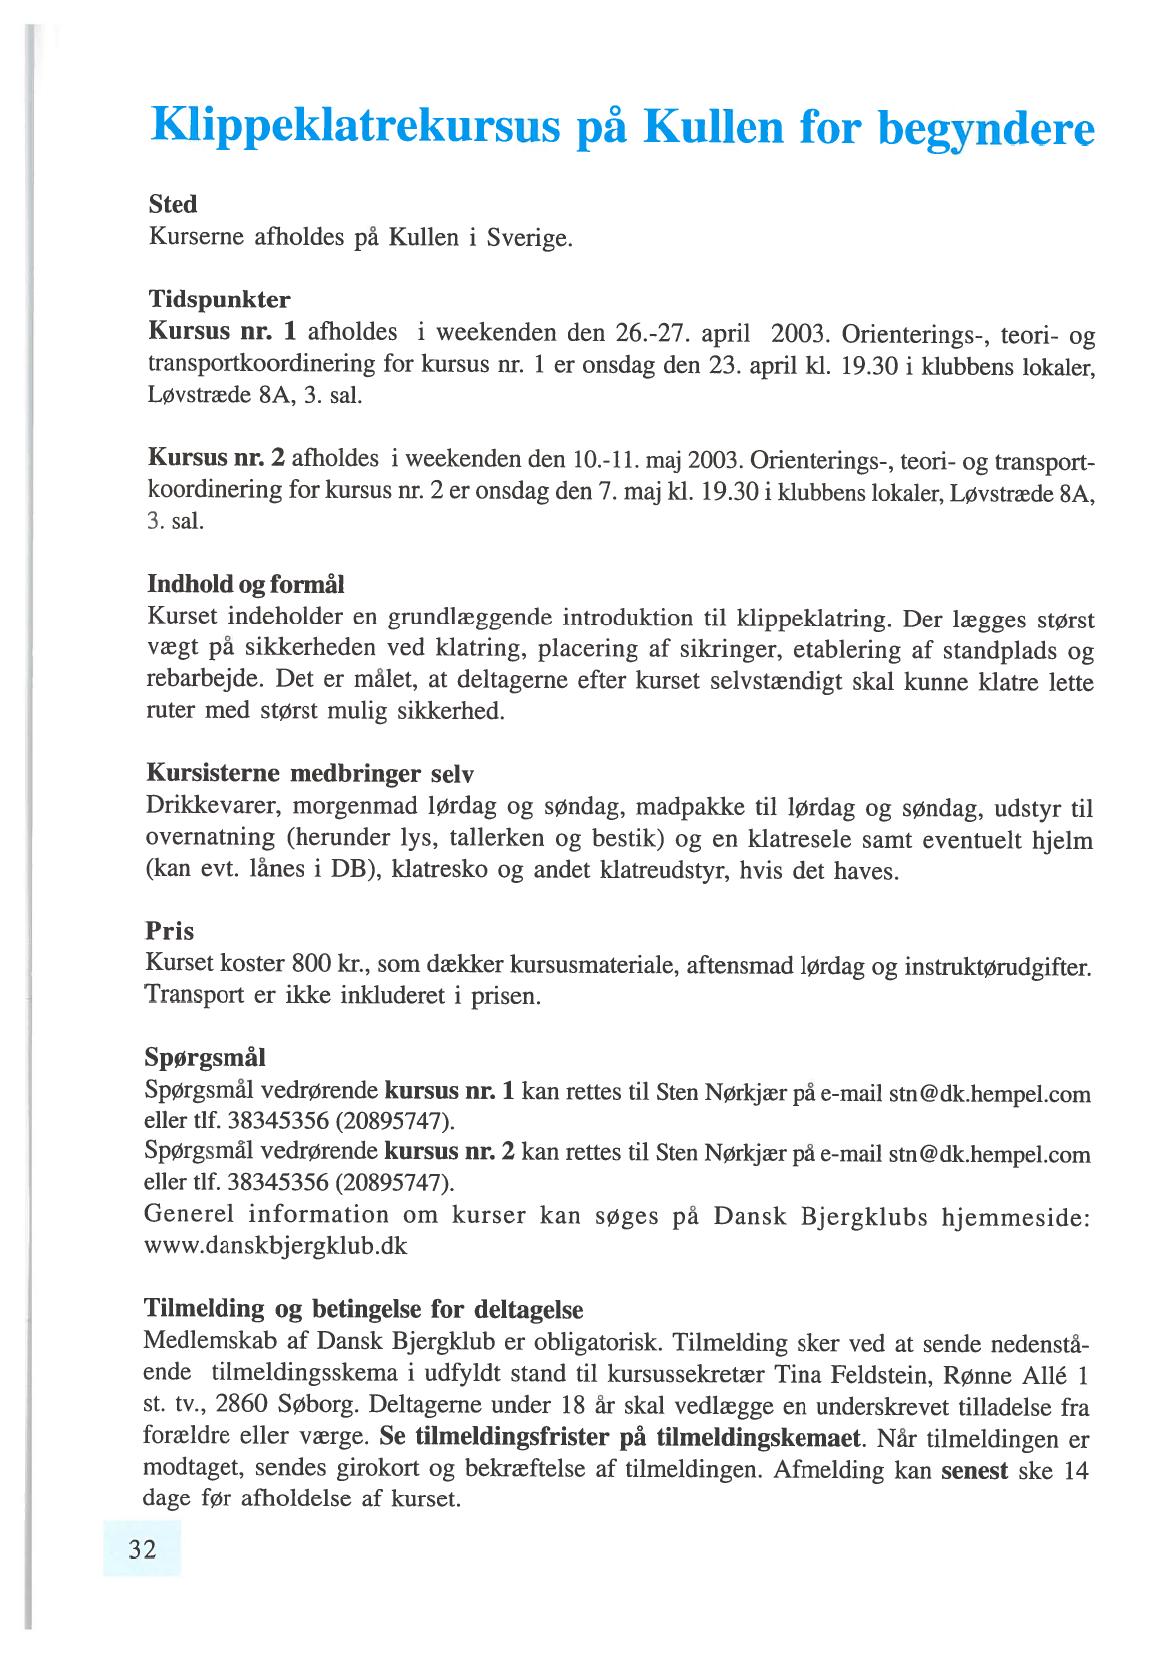 Klippeklatrekursus på Kullen for begyndere
Sted
Kurserne afholdes på Kullen i Sverige.
Tidspunkter
Kursus nr. 1 afholdes i weekenden den 26.-27. april 2003. Orienterings-, teori- og
transportkoordinering for kursus nr. 1 er onsdag den 23. april kl. 19.30 i klubbens lokaler,
Løvstræde 8A, 3. sal.
Kursus nr. 2 afholdes i weekenden den 10.-11. maj 2003. Orienterings-, teori- og transport-
koordinering for kursus nr. 2 er onsdag den 7. maj kl. 19.30 i klubbens lokaler, Løvstræde 8A,
3. sal.
Indhold og formål
Kurset indeholder en grundlæggende introduktion til klippeklatring. Der lægges størst
vægt på sikkerheden ved klatring, placering af sikringer, etablering af standplads og
rebarbejde. Det er målet, at deltagerne efter kurset selvstændigt skal kunne klatre lette
ruter med størst mulig sikkerhed.
Kursisterne medbringer selv
Drikkevarer, morgenmad lørdag og søndag, madpakke til lørdag og søndag, udstyr til
overnatning (herunder lys, tallerken og bestik) og en klatresele samt eventuelt hjelm
(kan evt. lånes i DB), klatresko og andet klatreudstyr, hvis det haves.
Pris
Kurset koster 800 kr., som dækker kursusmateriale, aftensmad lørdag og instruktørudgifter.
Transport er ikke inkluderet i prisen.
Spørgsmål
Spørgsmål vedrørende kursus nr. 1 kan rettes til Sten Nørkjær på e-mail stn@dk.hempel.com
eller tlf. 38345356 (20895747).
Spørgsmål vedrørende kursus nr. 2 kan rettes til Sten Nørkjær på e-mail stn@dk.hempel.com
eller tlf. 38345356 (20895747).
Generel information om kurser kan søges på Dansk Bjergklubs hjemmeside:
www.danskbjergklub.dk
Tilmelding og betingelse for deltagelse
Medlemskab af Dansk Bjergklub er obligatorisk. Tilmelding sker ved at sende nedenstå-
ende tilmeldingsskema i udfyldt stand til kursussekretær Tina Feldstein, Rønne Allé 1
st. tv., 2860 Søborg. Deltagerne under 18 år skal vedlægge en underskrevet tilladelse fra
forældre eller værge. Se tilmeldingsfrister på tilmeldingskemaet. Når tilmeldingen er
modtaget, sendes girokort og bekræftelse af tilmeldingen. Afmelding kan senest ske 14
dage før afholdelse af kurset.
32